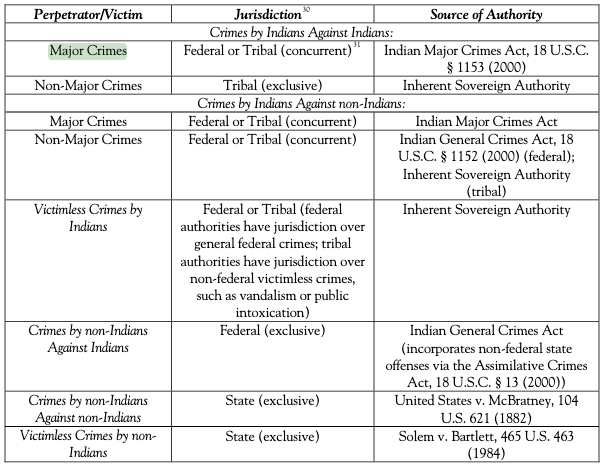 Perpetrator/Victim Jurisdiction30 Source of Authority
Crimes by Indians Against Indians:
Major Crimes Federal or Tribal (concurrent)31 Indian Major Crimes Act, 18 U.S.C.
§ 1153 (2000)
Non-Major Crimes Tribal (exclusive) Inherent Sovereign Authority
Crimes by Indians Against non-Indians:
Major Crimes Federal or Tribal (concurrent) Indian Major Crimes Act
Non-Major Crimes Federal or Tribal (concurrent) Indian General Crimes Act, 18
U.S.C. § 1152 (2000) (federal);
Inherent Sovereign Authority
(tribal)
Victimless Crimes by Federal or Tribal (federal Inherent Sovereign Authority
Indians authorities have jurisdiction over
general federal crimes; tribal
authorities have jurisdiction over
non-federal victimless crimes,
such as vandalism or public
intoxication)
Crimes by non-Indians Federal (exclusive) Indian General Crimes Act
Against Indians (incorporates non-federal state
offenses via the Assimilative Crimes
Act, 18 U.S.C. § 13 (2000))
Crimes by non-Indians State (exclusive) United States v. McBratney, 104
Against non-Indians U.S. 621 (1882)
Victimless Crimes by non- State (exclusive) Solem v. Bartlett, 465 U.S. 463
Indians (1984)